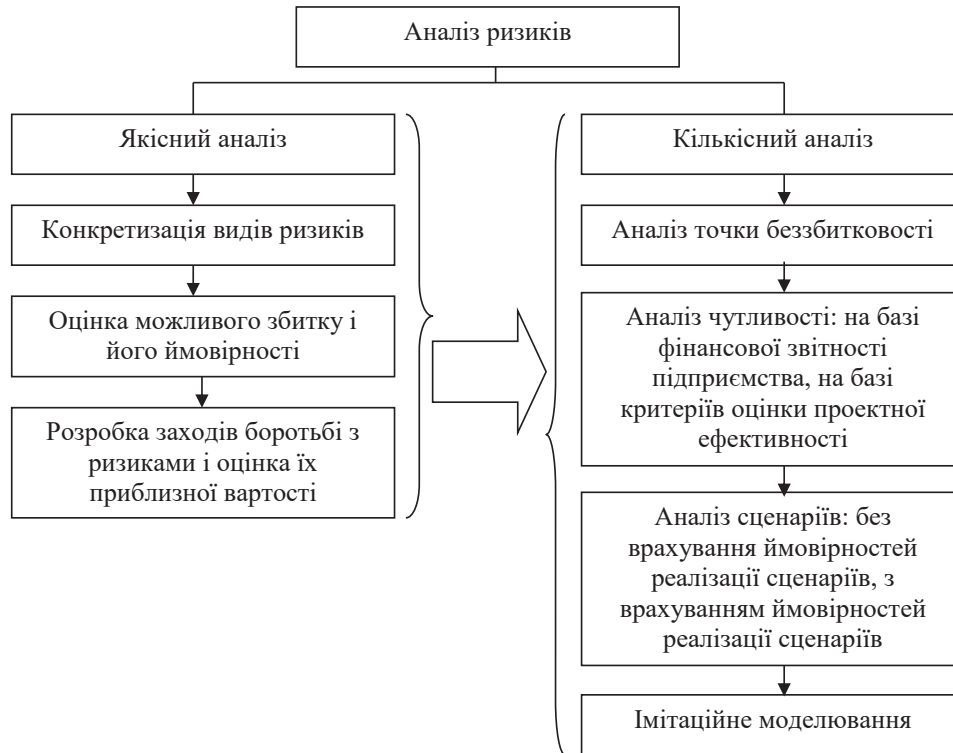 Аналіз ризиків
Якісний аналіз
Конкретизація видів ризиків
Оцінка можливого збитку і
його ймовірності
Розробка заходів боротьбі з
ризиками і оцінка їх
приблизної вартості
Кількісний аналіз
Аналіз точки беззбитковості
Аналіз чутливості: на базі
фінансової звітності
підприємства, на базі
критеріїв оцінки проектної
ефективності
Аналіз сценаріїв: без
врахування ймовірностей
реалізації сценаріїв, з
врахуванням ймовірностей
реалізації сценаріїв
Імітаційне моделювання